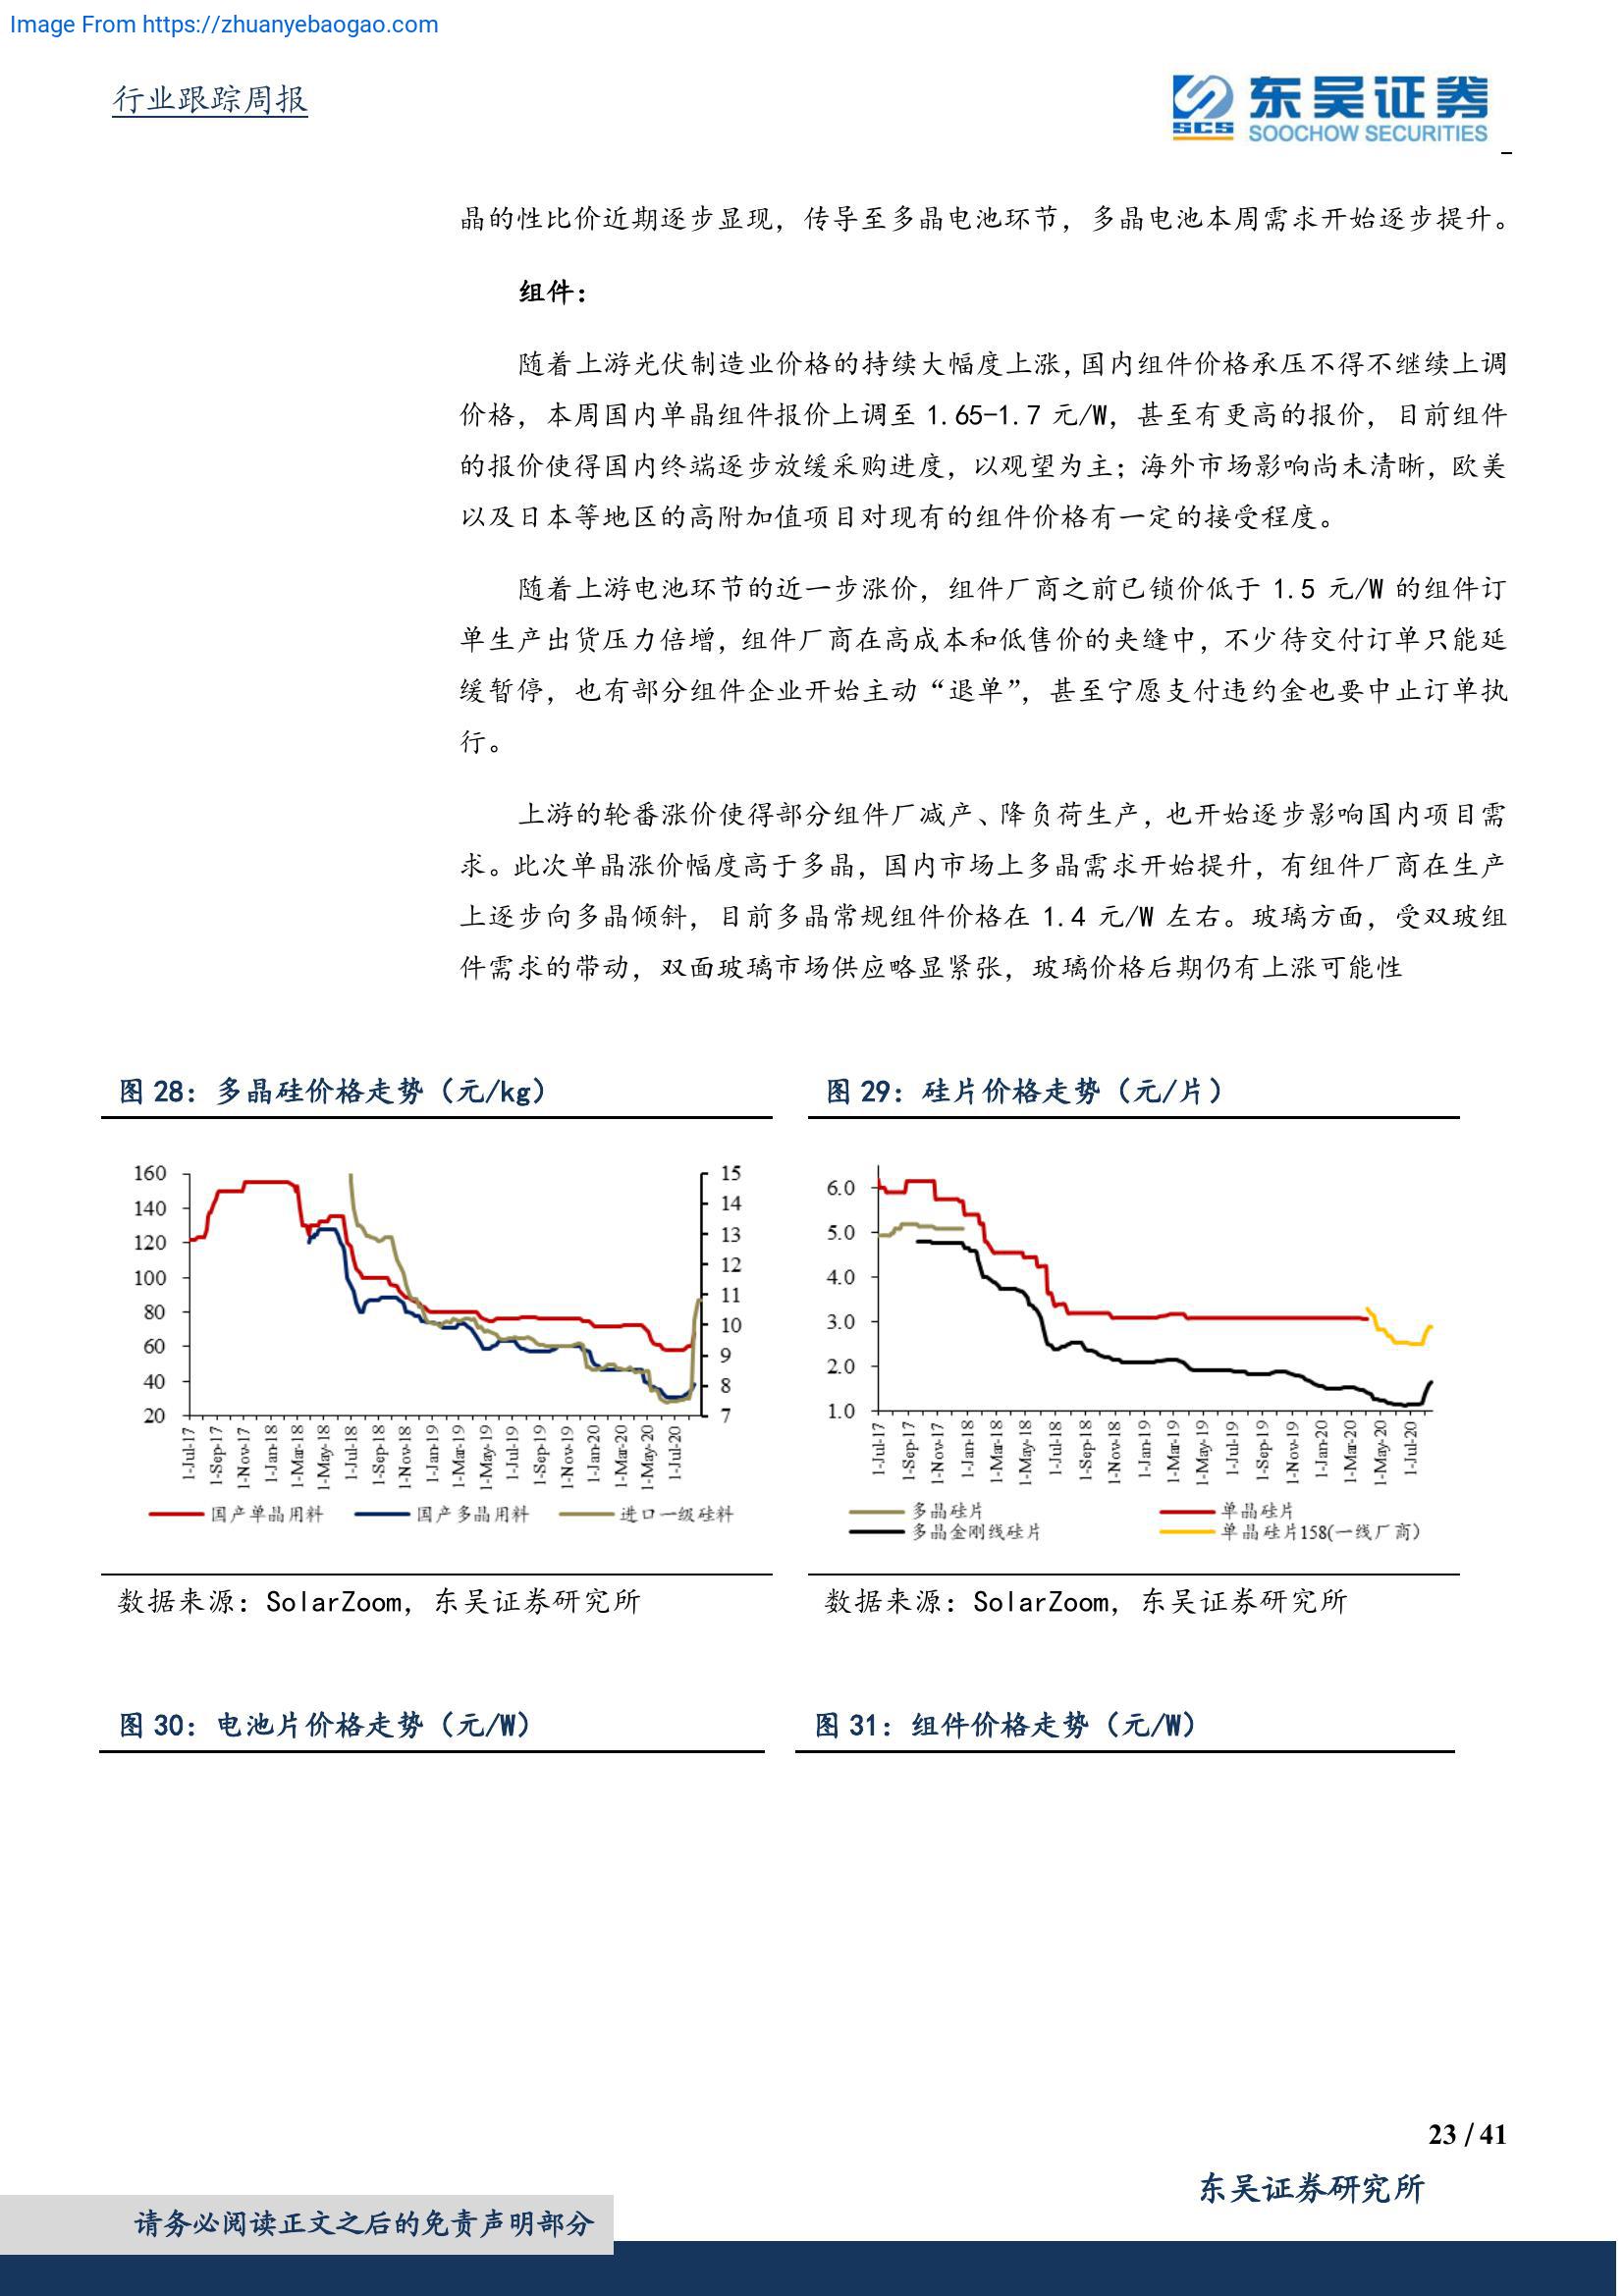 Image From https://zhuanyebaogao.com
行业跟踪周报
东吴证券
SCS
SOOCHOW SECURITIES
晶的性比价近期逐步显现，传导至多晶电池环节，多晶电池本周需求开始逐步提升。
组件：
随着上游光伏制造业价格的持续大幅度上涨，国内组件价格承压不得不继续上调
价格，本周国内单晶组件报价上调至 1.65-1.7 元/W，甚至有更高的报价，目前组件
的报价使得国内终端逐步放缓采购进度，以观望为主；海外市场影响尚未清晰，欧美
以及日本等地区的高附加值项目对现有的组件价格有一定的接受程度。
随着上游电池环节的近一步涨价，组件厂商之前已锁价低于 1.5 元/W 的组件订
单生产出货压力倍增，组件厂商在高成本和低售价的夹缝中，不少待交付订单只能延
缓暂停，也有部分组件企业开始主动“退单”，甚至宁愿支付违约金也要中止订单执
行。
上游的轮番涨价使得部分组件厂减产、降负荷生产，也开始逐步影响国内项目需
求。此次单晶涨价幅度高于多晶，国内市场上多晶需求开始提升，有组件厂商在生产
上逐步向多晶倾斜，目前多晶常规组件价格在 1.4 元/W 左右。玻璃方面，受双玻组
件需求的带动，双面玻璃市场供应略显紧张，玻璃价格后期仍有上涨可能性
图 28：多晶硅价格走势（元/kg）
160
140
120
100
80
60
40
20
15
14
13
12
11
10
9
8
7
1-Jul-17
1-Sep-17
1-Nov-17
1-Jan-18
1-Mar-18
1-May-18
1-Jul-18
1-Sep-18
1-Nov-18
1-Jan-19
1-Mar-19
1-May-19
1-Jul-19
1-Sep-19
1-Nov-19
1-Jan-20
1-Mar-20
1-May-20
1-Jul-20
国产单晶用料 国产多晶用料 进口一级硅料
数据来源：SolarZoom，东吴证券研究所
图 29：硅片价格走势（元/片）
6.0
5.0
4.0
3.0
2.0
1.0
1-Jul-17
1-Sep-17
1-Nov-17
1-Jan-18
1-Mar-18
1-May-18
1-Jul-18
1-Sep-18
1-Nov-18
1-Jan-19
1-Mar-19
1-May-19
1-Jul-19
1-Sep-19
1-Nov-19
1-Jan-20
1-Mar-20
1-May-20
1-Jul-20
多晶硅片 单晶硅片
多晶金刚线硅片 单晶硅片158(一线厂商)
数据来源：SolarZoom，东吴证券研究所
图 30：电池片价格走势（元/W）
图 31：组件价格走势（元/W）
23 / 41
东吴证券研究所
请务必阅读正文之后的免责声明部分